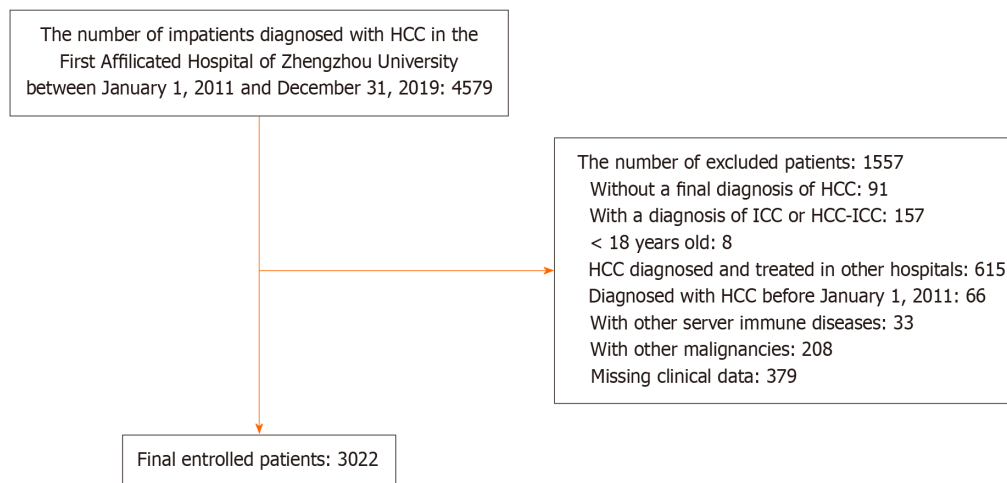 The number of impatients diagnosed with HCC in the
First Affilicated Hospital of Zhengzhou University
between January 1, 2011 and December 31, 2019: 4579
The number of excluded patients: 1557
Without a final diagnosis of HCC: 91
With a diagnosis of ICC or HCC-ICC: 157
< 18 years old: 8
HCC diagnosed and treated in other hospitals: 615
Diagnosed with HCC before January 1, 2011: 66
With other server immune diseases: 33
With other malignancies: 208
Missing clinical data: 379
Final entrolled patients: 3022